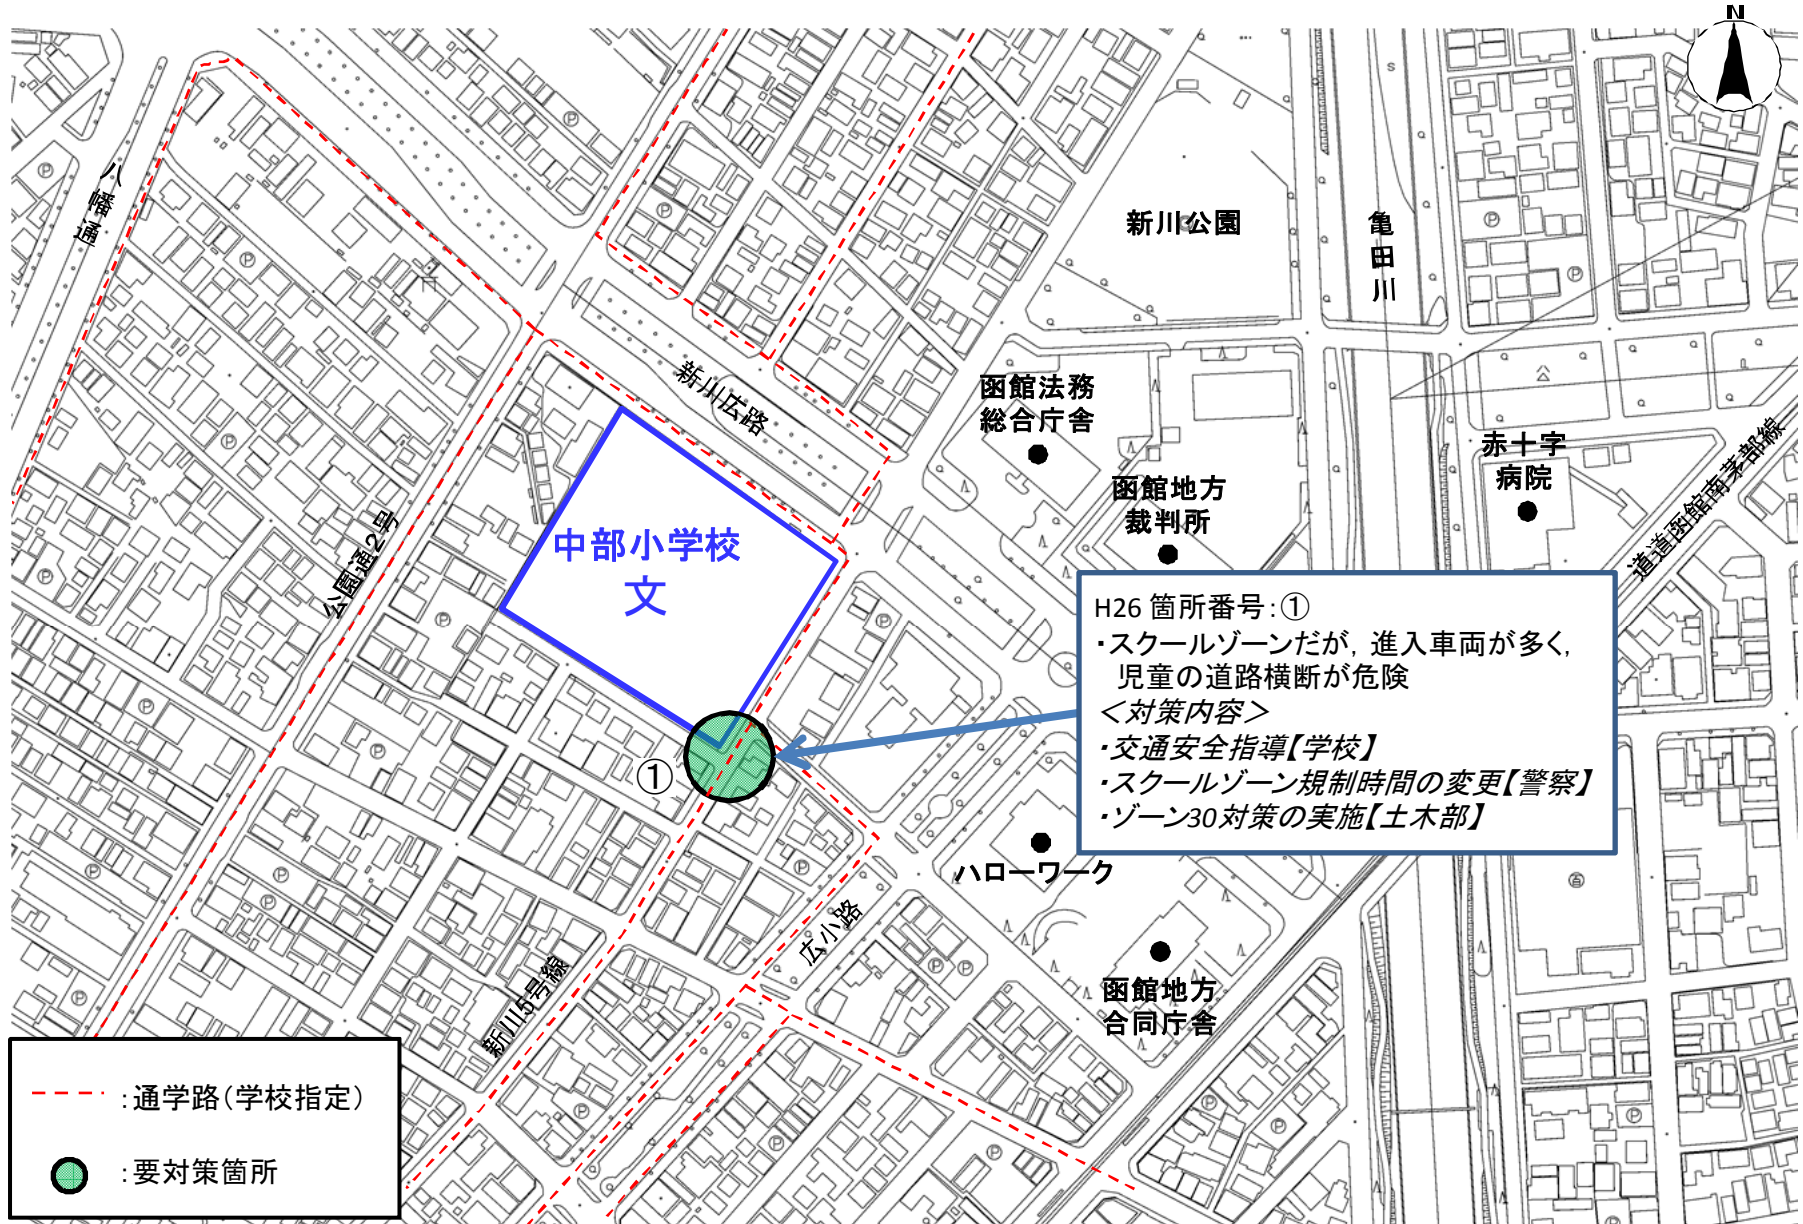 N
八幡通
新川公園
亀田川
新川広路
函館法務
総合庁舎
函館地方
裁判所
赤十字
病院
道道函館南茅部線
中部小学校
文
公園通2号
H26 箇所番号:①
・スクールゾーンだが, 進入車両が多く,
児童の道路横断が危険
<対策内容>
・交通安全指導【学校】
・スクールゾーン規制時間の変更【警察】
・ゾーン30対策の実施【土木部】
①
ハローワーク
広小路
新川5号線
函館地方
合同庁舎
:通学路(学校指定)
:要対策箇所